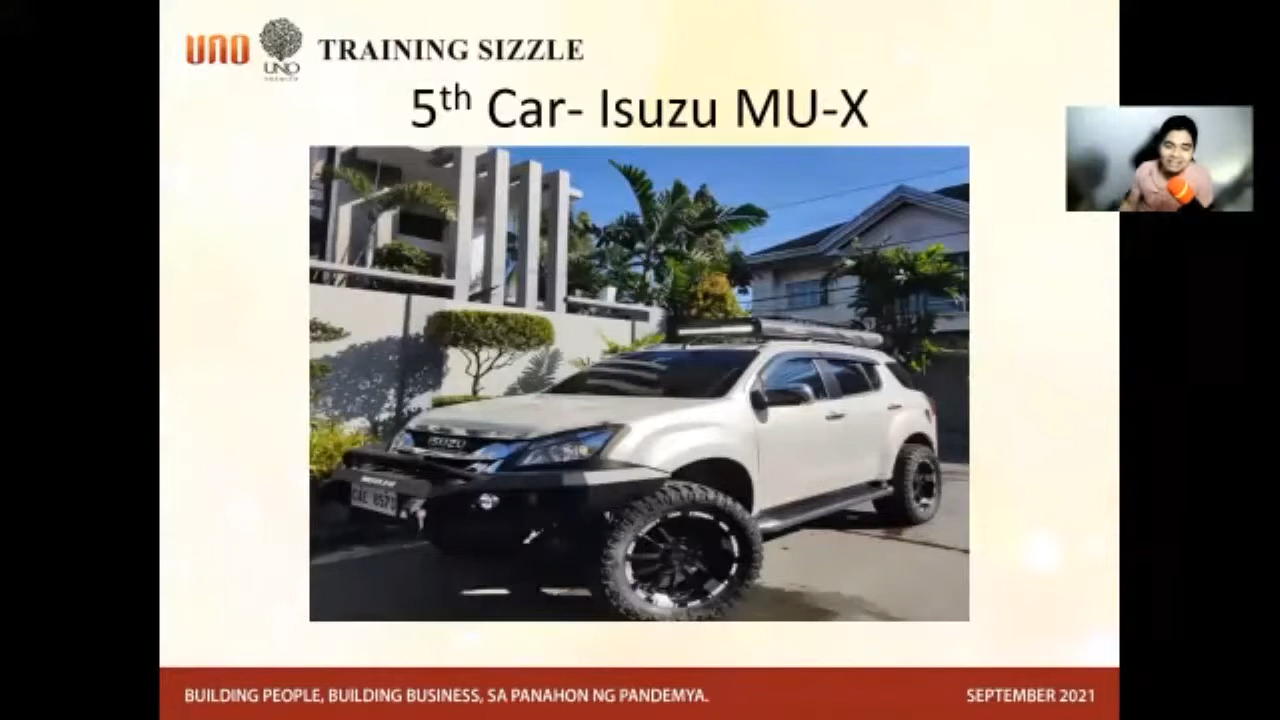 UNO
UNO
PREMIER
TRAINING SIZZLE
5th Car- Isuzu MU-X
ISUZU
BUILDING PEOPLE, BUILDING BUSINESS, SA PANAHON NG PANDEMYA.
SEPTEMBER 2021